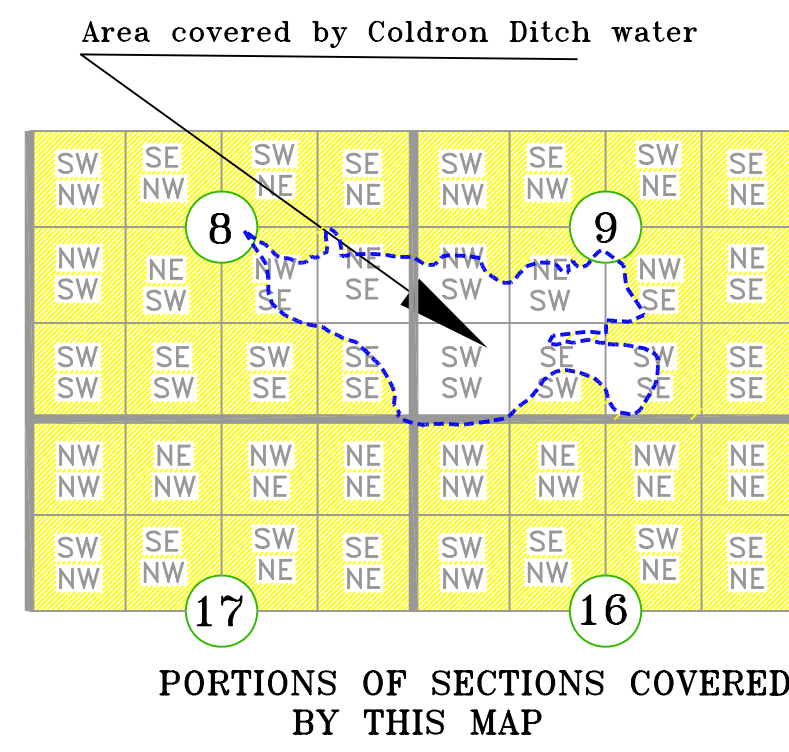 Area covered by Coldron Ditch water
SW SE SW SE SW SE SW SE
NW NW NE NE NW NW NE NE
8 9
NW NE NW NE NW NE NW NE
SW SW SE SE SW SW SE SE
SW SE SW SE SW SE SW SE
SW SW SE SE SW SW SE SE
NW NE NW NE NW NE NW NE
NW NW NE NE NW NW NE NE
SW SE SW SE SW SE SW SE
NW NW NE NE NW NW NE NE
17 16
PORTIONS OF SECTIONS COVERED
BY THIS MAP